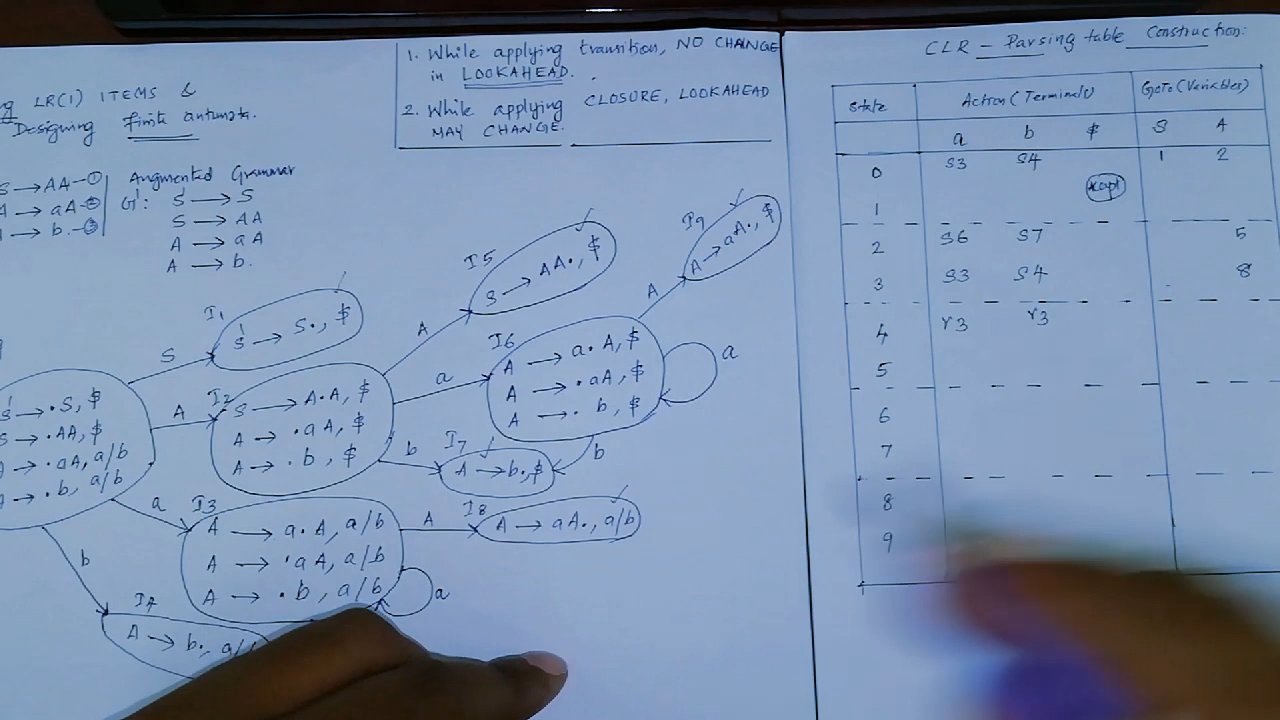 LR(1) ITEMS &
Designing finite automata.
1. While applying transition, NO CHANGE
in LOOKAHEAD.
2. While applying CLOSURE, LOOKAHEAD
MAY CHANGE.
S → AA - ①
A → aA - ②
→ b. - ③
Augmented Grammar
G': S' → S
S → AA
A → aA
A → b.
S' → ·S, $
S → ·AA, $
→ ·aA, a/b
→ ·b, a/b
S
A
a
b
I1
S' → S·, $
I2
S → A·A, $
A → ·aA, $
A → ·b, $
I3
A → a·A, a/b
A → ·aA, a/b
A → ·b, a/b
a
I4
A → b·, a/
A
a
b
I5
S → AA·, $
I6
A → a·A, $
A → ·aA, $
A → ·b, $
a
b
A
I7
A → b·, $
A
I8
A → aA·, a/b
I9
A → aA·, $
CLR - Parsing table Construction:
State Action (Terminals) Goto (Variables)
a b $ S A
0 S3 S4 1 2
1 Accept
2 S6 S7 5
3 S3 S4 8
4 r3 r3
5
6
7
8
9